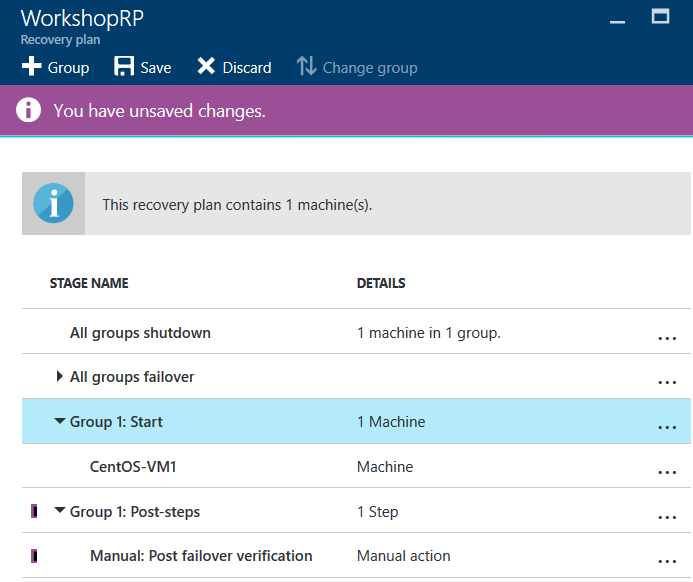 WorkshopRP
Recovery plan
Group Save Discard Change group
You have unsaved changes.
This recovery plan contains 1 machine(s).
STAGE NAME DETAILS
All groups shutdown 1 machine in 1 group.
All groups failover
Group 1: Start 1 Machine
CentOS-VM1 Machine
Group 1: Post-steps 1 Step
Manual: Post failover verification Manual action